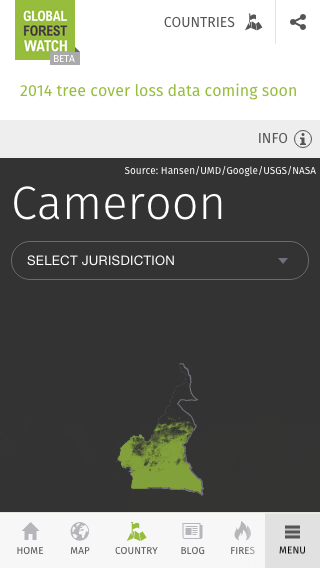 GLOBAL
FOREST
WATCH
BETA
COUNTRIES
2014 tree cover loss data coming soon
INFO
Source: Hansen/UMD/Google/USGS/NASA
Cameroon
SELECT JURISDICTION
HOME
MAP
COUNTRY
BLOG
FIRES
MENU